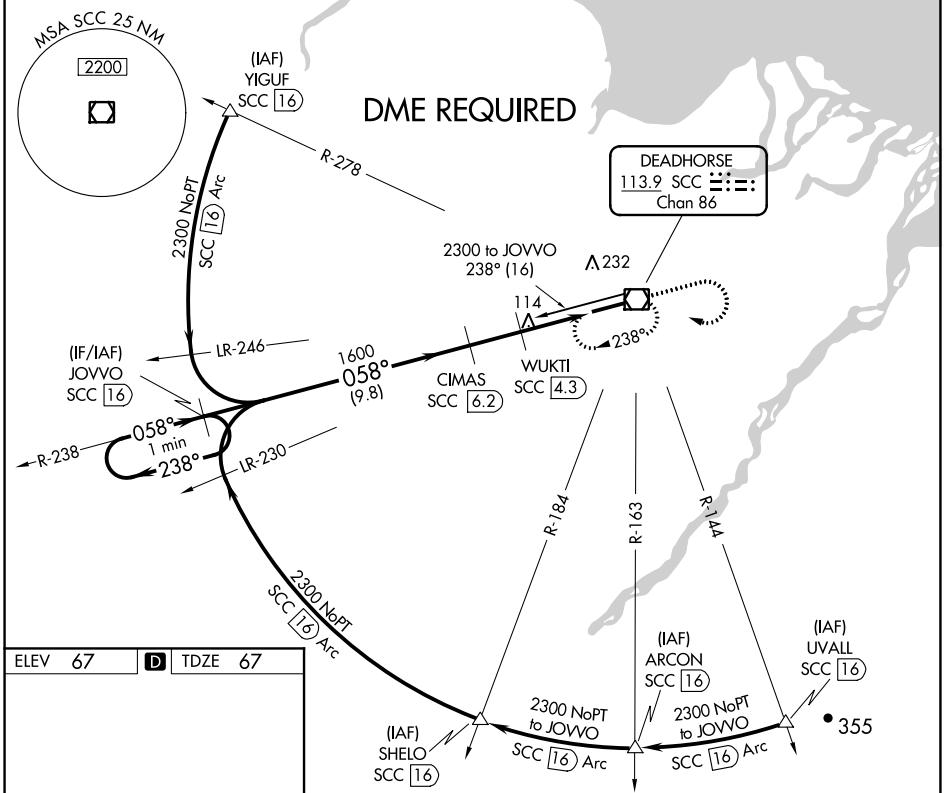 MSA SCC 25 NM
2200
(IAF)
YIGUF
SCC 16
DME REQUIRED
R-278
DEADHORSE
113.9 SCC
Chan 86
2300 NoPT
SCC 16 Arc
2300 to JOVVO
238° (16)
232
114
238°
(IF/IAF)
JOVVO
SCC 16
LR-246
1600
058°
(9.8)
CIMAS
SCC 6.2
WUKTI
SCC 4.3
R-238
058°
1 min
238°
LR-230
R-184
R-163
R-144
2300 NoPT
SCC 16 Arc
ELEV 67 D TDZE 67
(IAF)
SHELO
SCC 16
2300 NoPT
to JOVVO
SCC 16 Arc
(IAF)
ARCON
SCC 16
2300 NoPT
to JOVVO
SCC 16 Arc
(IAF)
UVALL
SCC 16
355